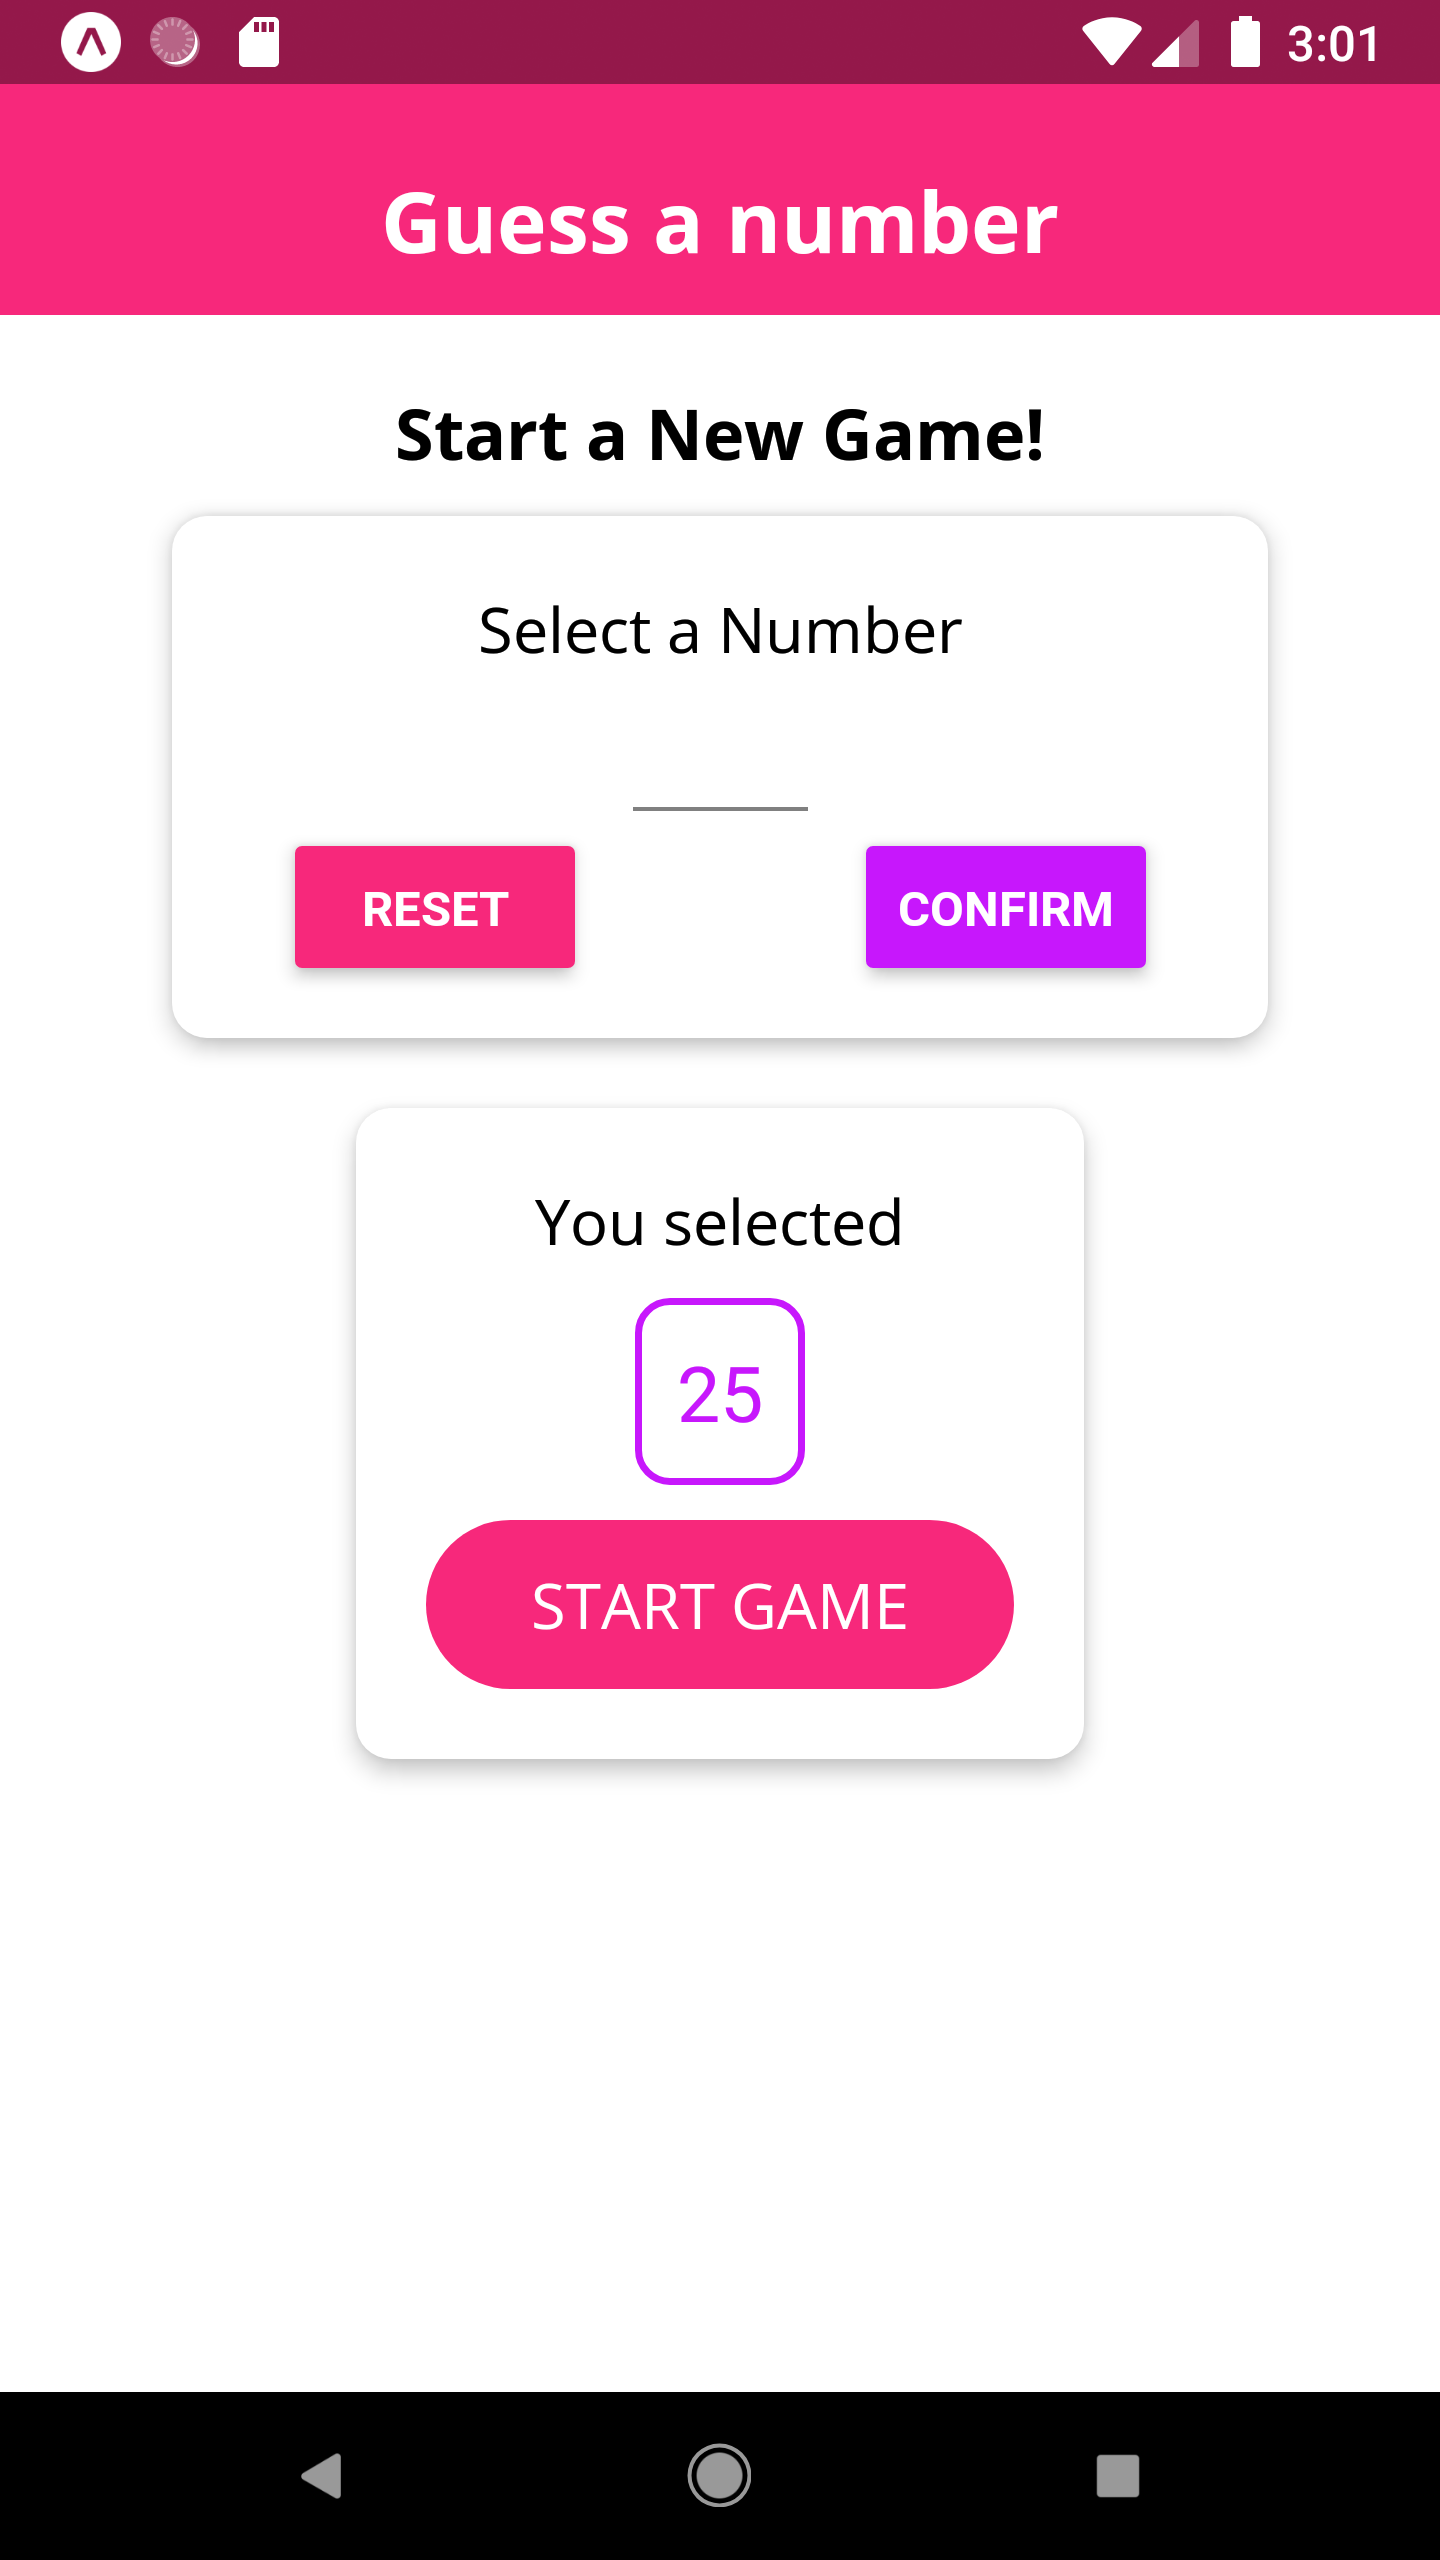 3:01
Guess a number
Start a New Game!
Select a Number
RESET
CONFIRM
You selected
25
START GAME